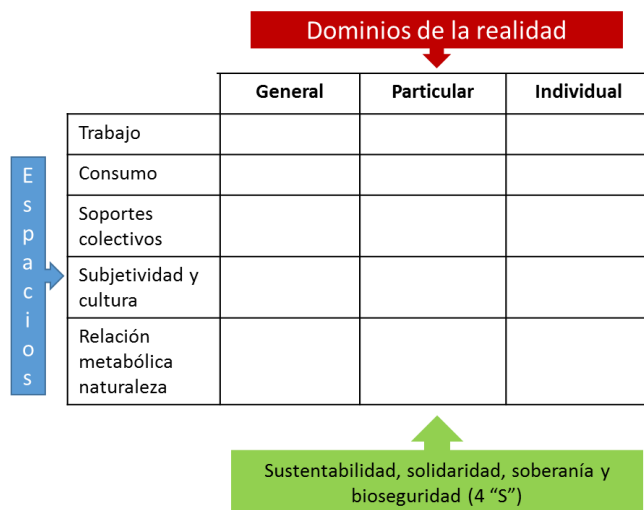 Dominios de la realidad
General Particular Individual
Trabajo
Consumo
Soportes
colectivos
Subjetividad y
cultura
Relación
metabólica
naturaleza
Espacios
Sustentabilidad, solidaridad, soberanía y
bioseguridad (4 “S”)